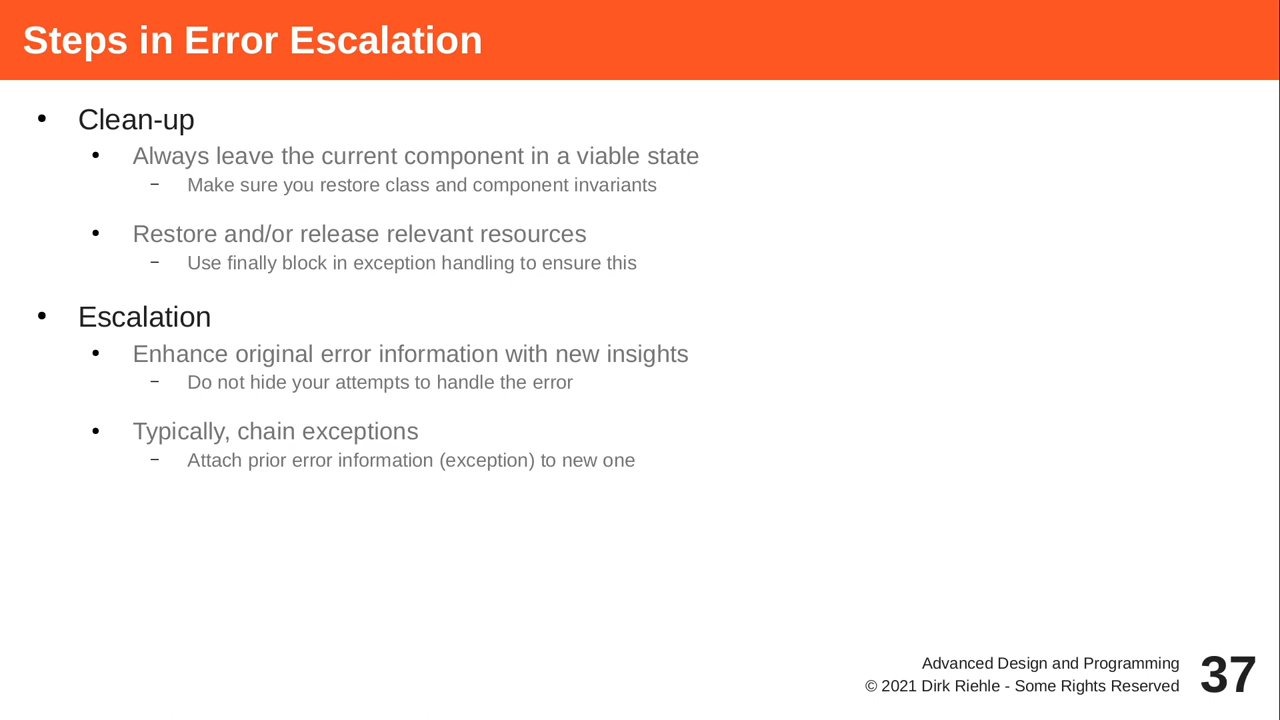 Steps in Error Escalation
• Clean-up
• Always leave the current component in a viable state
– Make sure you restore class and component invariants
• Restore and/or release relevant resources
– Use finally block in exception handling to ensure this
• Escalation
• Enhance original error information with new insights
– Do not hide your attempts to handle the error
• Typically, chain exceptions
– Attach prior error information (exception) to new one
Advanced Design and Programming
© 2021 Dirk Riehle - Some Rights Reserved
37